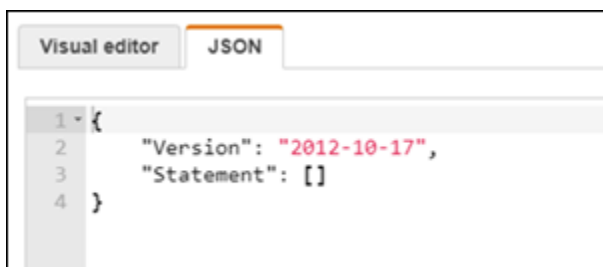 Visual editor JSON
1 {
2 "Version": "2012-10-17",
3 "Statement": []
4 }